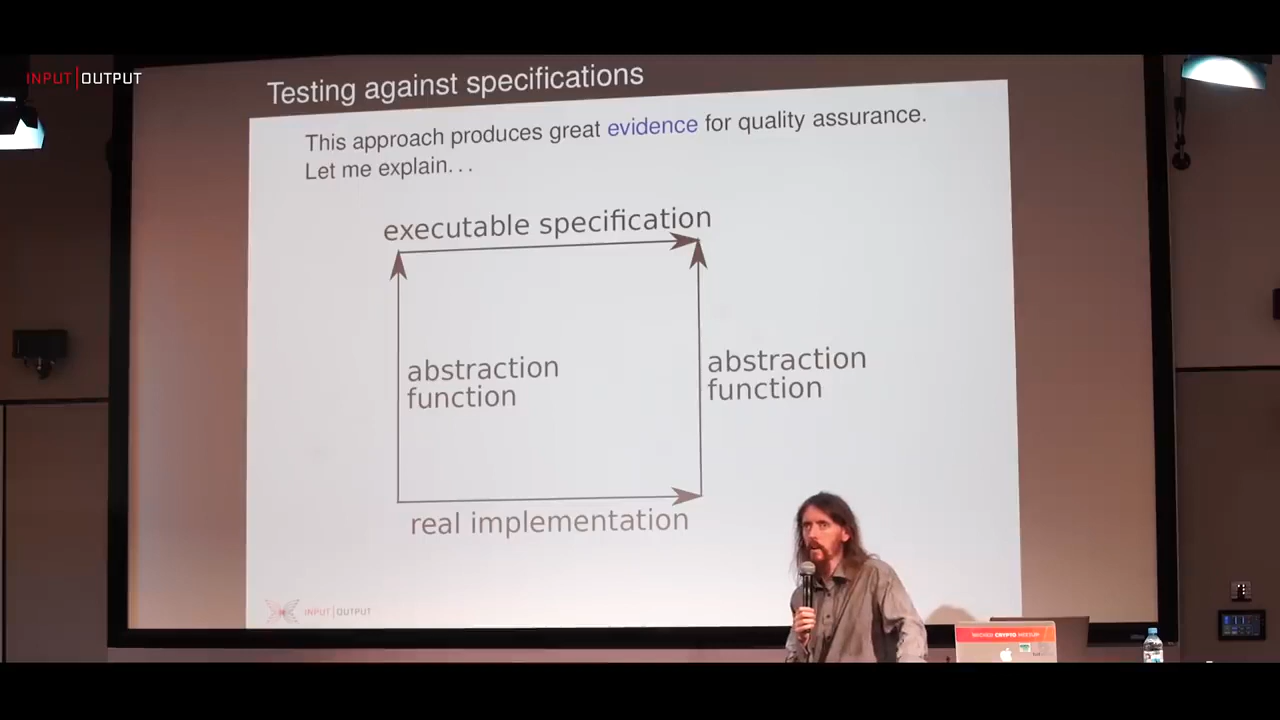 INPUT|OUTPUT
Testing against specifications
This approach produces great evidence for quality assurance.
Let me explain. . .
executable specification
abstraction
function
abstraction
function
real implementation
INPUT|OUTPUT